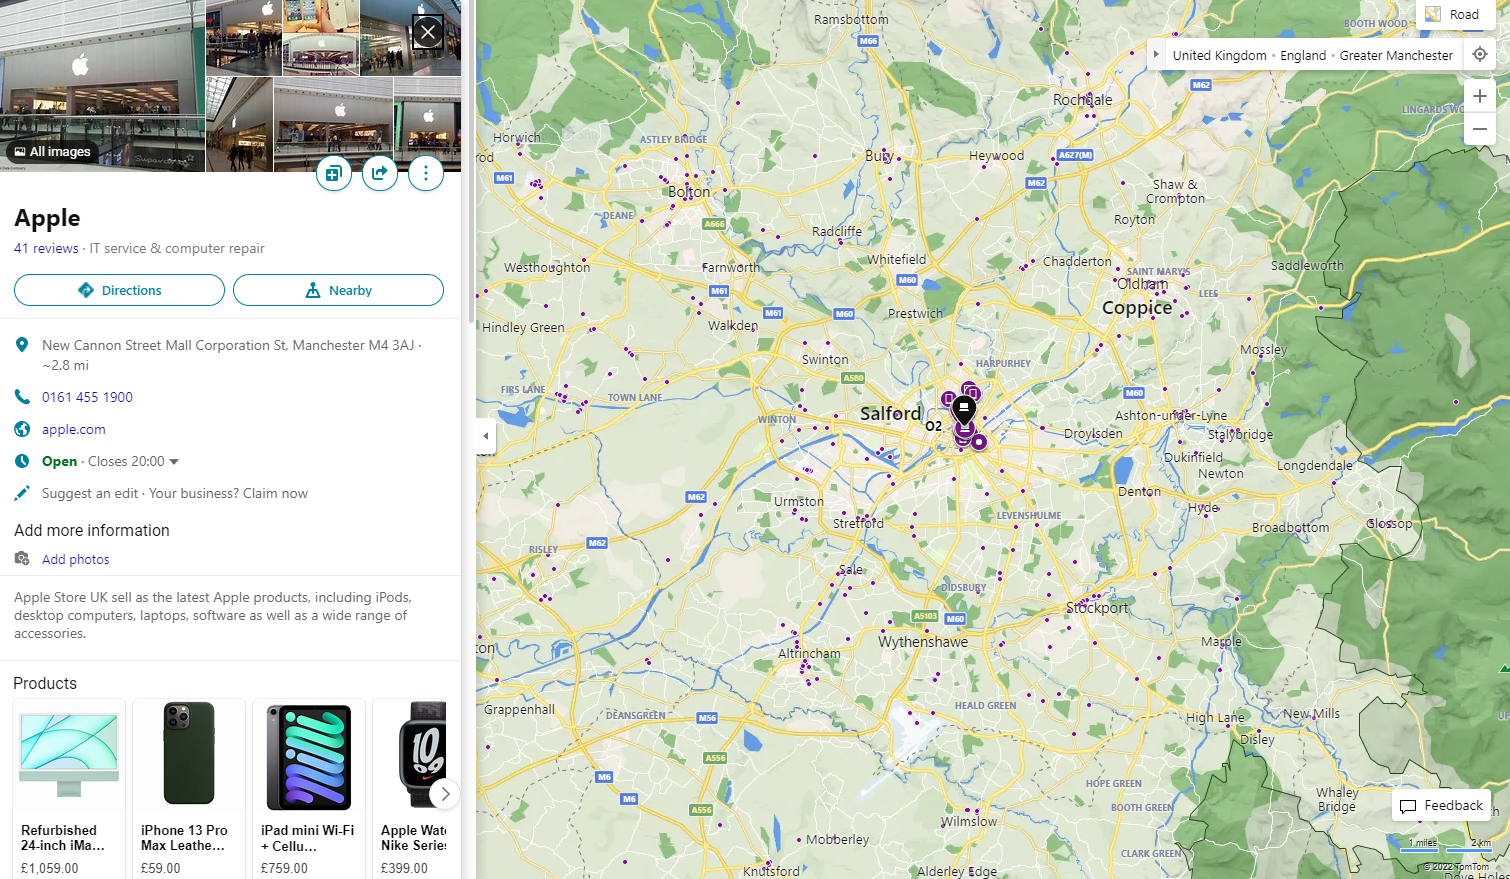 All images
Apple
41 reviews · IT service & computer repair
Directions
Nearby
New Cannon Street Mall Corporation St, Manchester M4 3AJ ·
~2.8 mi
0161 455 1900
apple.com
Open · Closes 20:00
Suggest an edit · Your business? Claim now
Add more information
Add photos
Apple Store UK sell as the latest Apple products, including iPods,
desktop computers, laptops, software as well as a wide range of
accessories.
Products
Refurbished
24-inch iMa...
£1,059.00
iPhone 13 Pro
Max Leathe...
£59.00
iPad mini Wi-Fi
+ Cellu...
£759.00
Apple Wat
Nike Series
£399.00
Road
United Kingdom · England · Greater Manchester
Ramsbottom
M66
BOOTH WOOD
M62
Rochdale
LINGARDS WO
Horwich
ASTLEY BRIDGE
Bury
Heywood
A627(M)
rod
M61
Bolton
M62
Shaw &
Crompton
DEANE
A666
Royton
Radcliffe
Whitefield
Chadderton
Saddleworth
Westhoughton
Farnworth
SAINT MARY'S
M60
Oldham
M61
LEES
Coppice
M61
M60
Prestwich
Hindley Green
Walkden
Swinton
HARPURHEY
Mossley
A580
FIRS LANE
TOWN LANE
M60
Salford
WINTON
O2
Ashton-under-Lyne
Droylsden
Stalybridge
ton
Dukinfield
Newton
Longdendale
M62
Urmston
Denton
Stretford
LEVENSHULME
Hyde
Broadbottom
Glossop
M62
RISLEY
Sale
DIDSBURY
Stockport
A5103
M60
Wythenshawe
Marple
ton
Altrincham
Grappenhall
DEANSGREEN
M56
HEALD GREEN
High Lane
New Mills
Disley
A556
M6
HOPE GREEN
M6
A556
BOOTH GREEN
Whaley
Bridge
Feedback
th
Wilmslow
Mobberley
1 miles
2 km
CLARK GREEN
Knutsford
Alderley Edge
© 2022 TomTom
Dove Holes